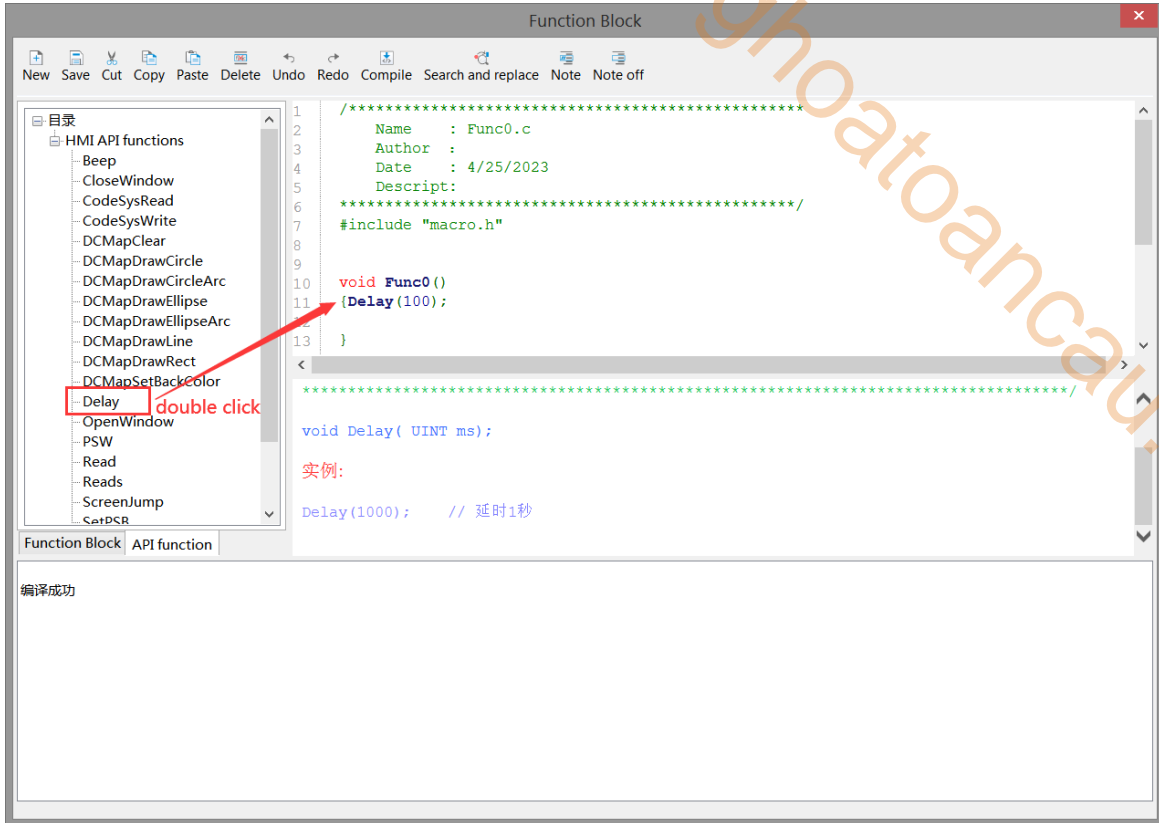 Function Block
New Save Cut Copy Paste Delete Undo Redo Compile Search and replace Note Note off
目录
HMI API functions
Beep
CloseWindow
CodeSysRead
CodeSysWrite
DCMapClear
DCMapDrawCircle
DCMapDrawCircleArc
DCMapDrawEllipse
DCMapDrawEllipseArc
DCMapDrawLine
DCMapDrawRect
DCMapSetBackColor
Delay
double click
OpenWindow
PSW
Read
Reads
ScreenJump
SetPSB
Function Block API function
1 /**************************************************
2 Name : Func0.c
3 Author :
4 Date : 4/25/2023
5 Descript:
6 **************************************************/
7 #include "macro.h"
8
9
10 void Func0()
11 {Delay(100);
12
13 }
************************************************************************************/
void Delay( UINT ms);
实例:
Delay(1000); // 延时1秒
编译成功
ghoatoancau.